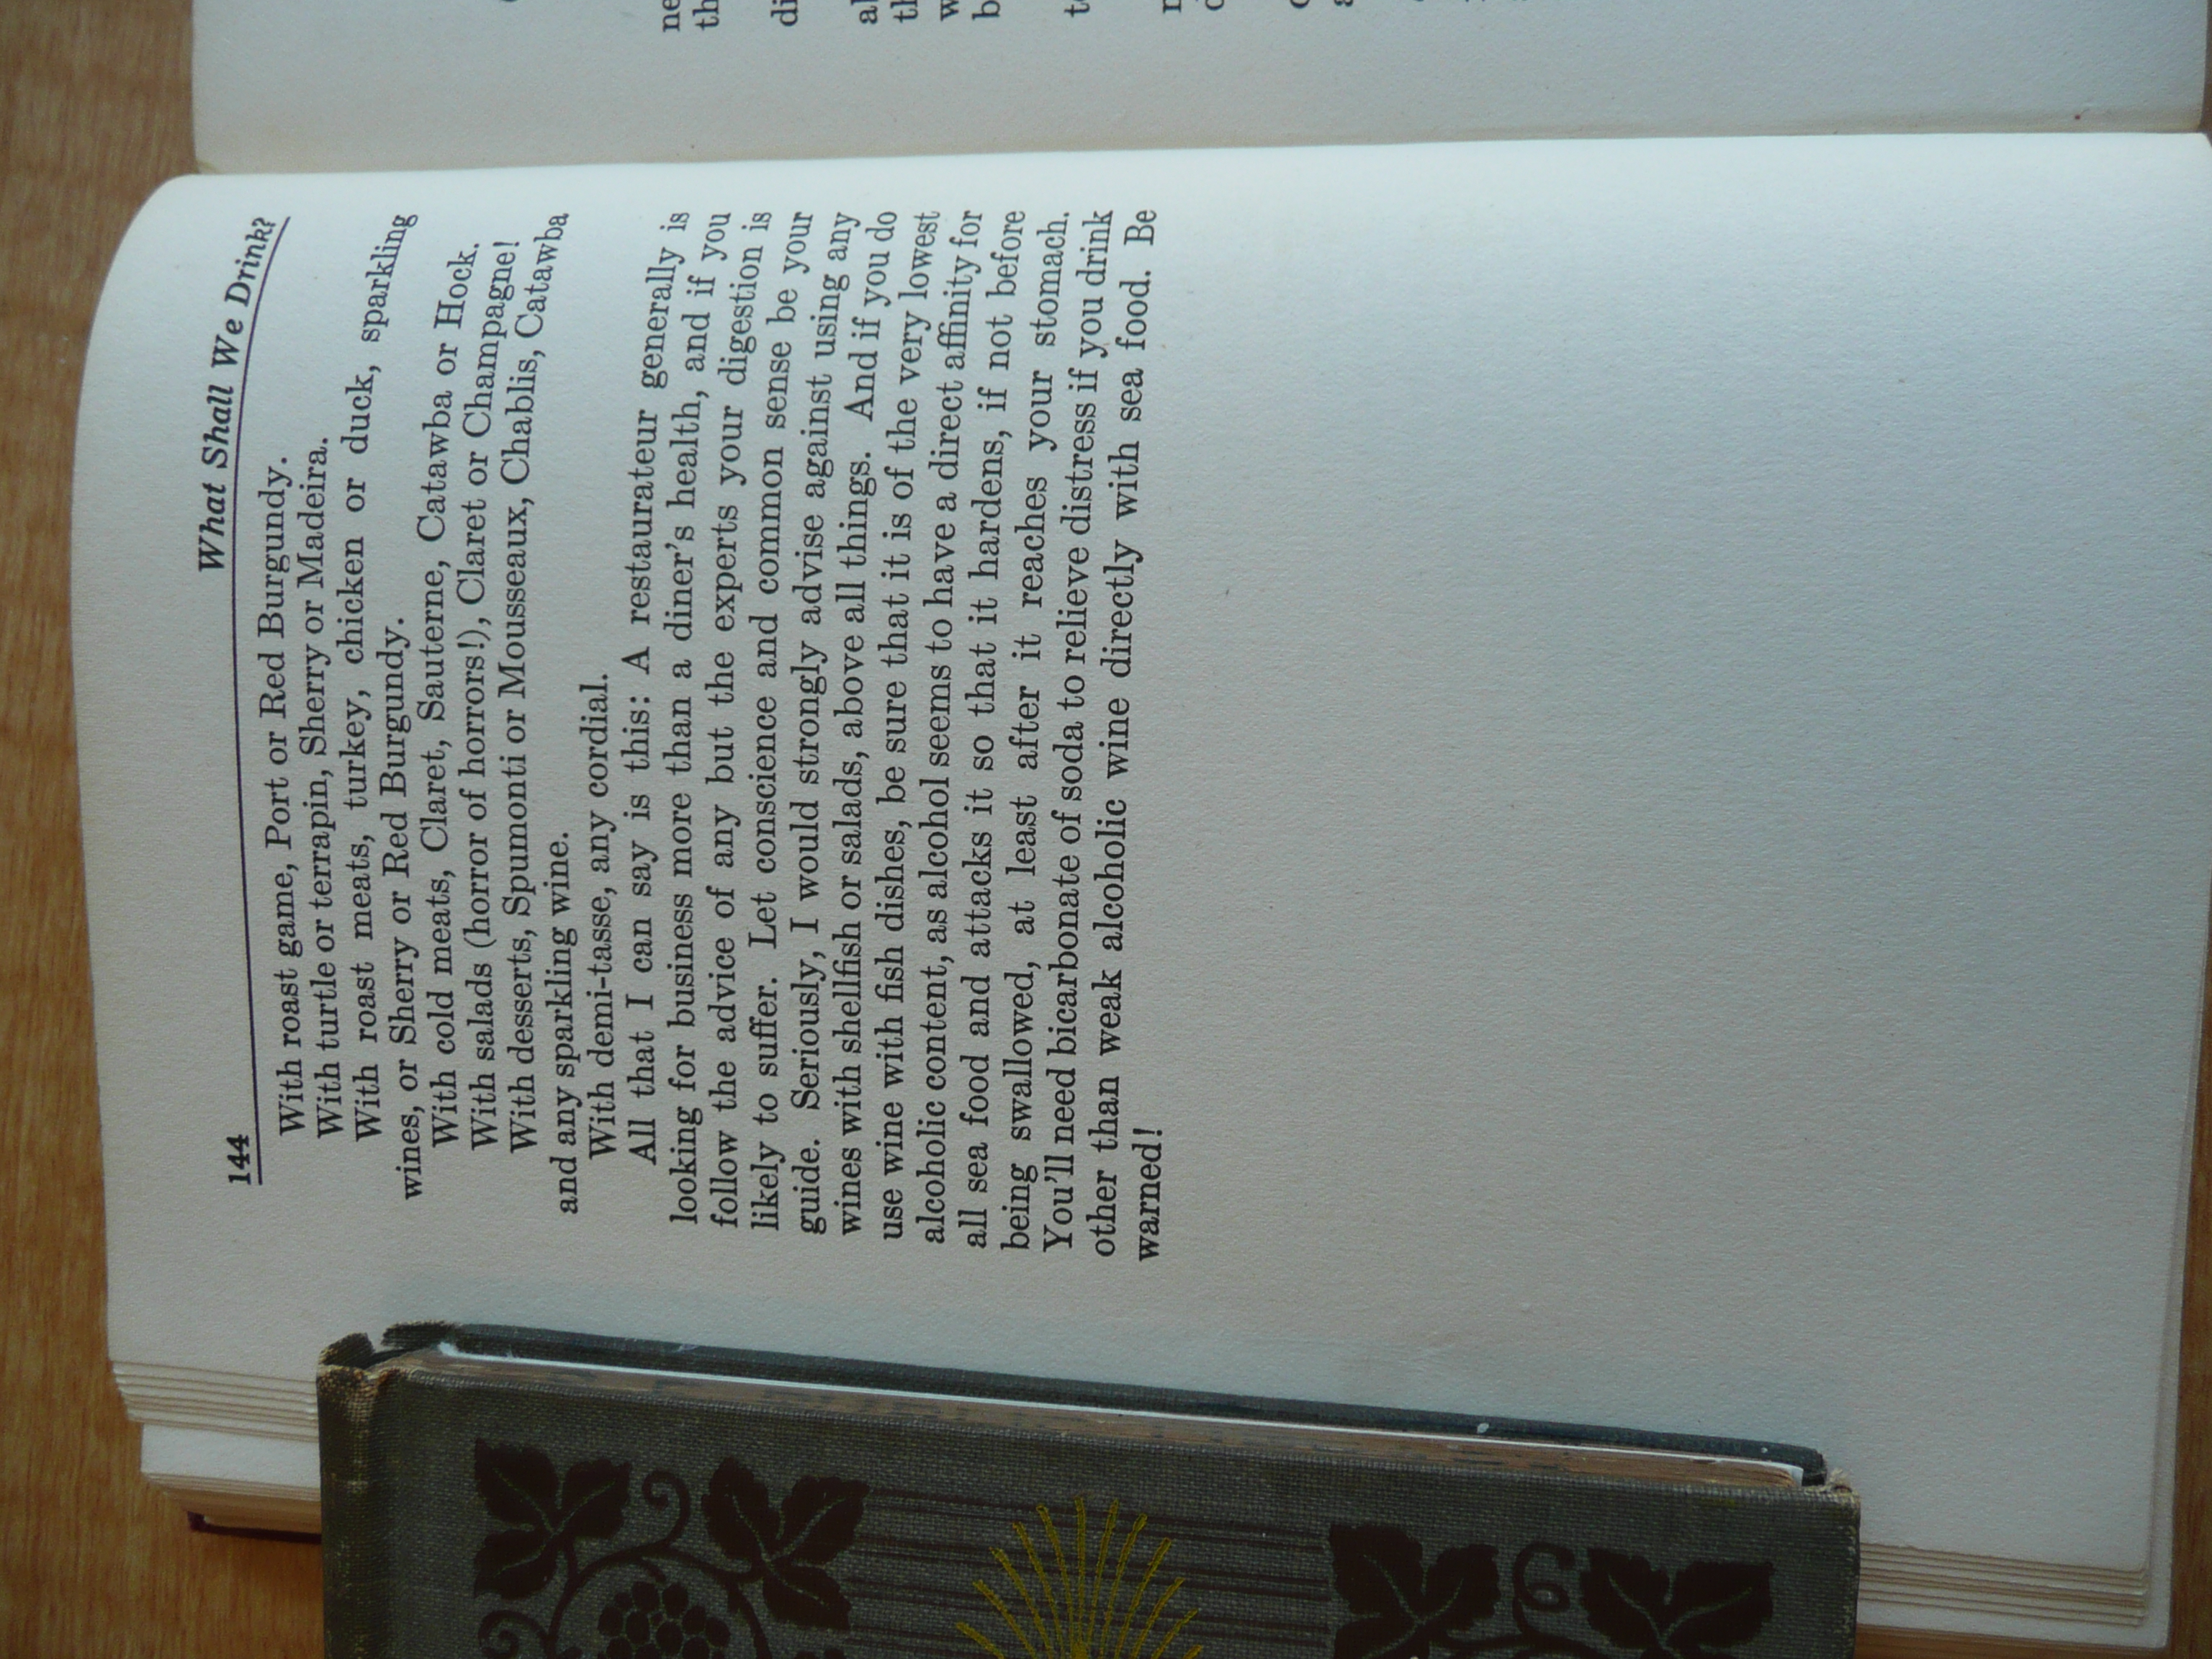 144 What Shall We Drink?
With roast game, Port or Red Burgundy.
With turtle or terrapin, Sherry or Madeira.
With roast meats, turkey, chicken or duck, sparkling
wines, or Sherry or Red Burgundy.
With cold meats, Claret, Sauterne, Catawba or Hock.
With salads (horror of horrors!), Claret or Champagne!
With desserts, Spumonti or Mousseaux, Chablis, Catawba
and any sparkling wine.
With demi-tasse, any cordial.
All that I can say is this: A restaurateur generally is
looking for business more than a diner's health, and if you
follow the advice of any but the experts your digestion is
likely to suffer. Let conscience and common sense be your
guide. Seriously, I would strongly advise against using any
wines with shellfish or salads, above all things. And if you do
use wine with fish dishes, be sure that it is of the very lowest
alcoholic content, as alcohol seems to have a direct affinity for
all sea food and attacks it so that it hardens, if not before
being swallowed, at least after it reaches your stomach.
You'll need bicarbonate of soda to relieve distress if you drink
other than weak alcoholic wine directly with sea food. Be
warned!